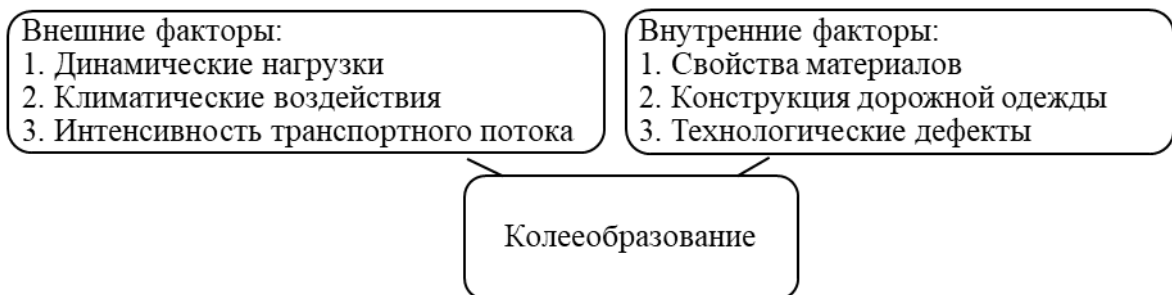 Внешние факторы:
1. Динамические нагрузки
2. Климатические воздействия
3. Интенсивность транспортного потока
Внутренние факторы:
1. Свойства материалов
2. Конструкция дорожной одежды
3. Технологические дефекты
Колееобразование